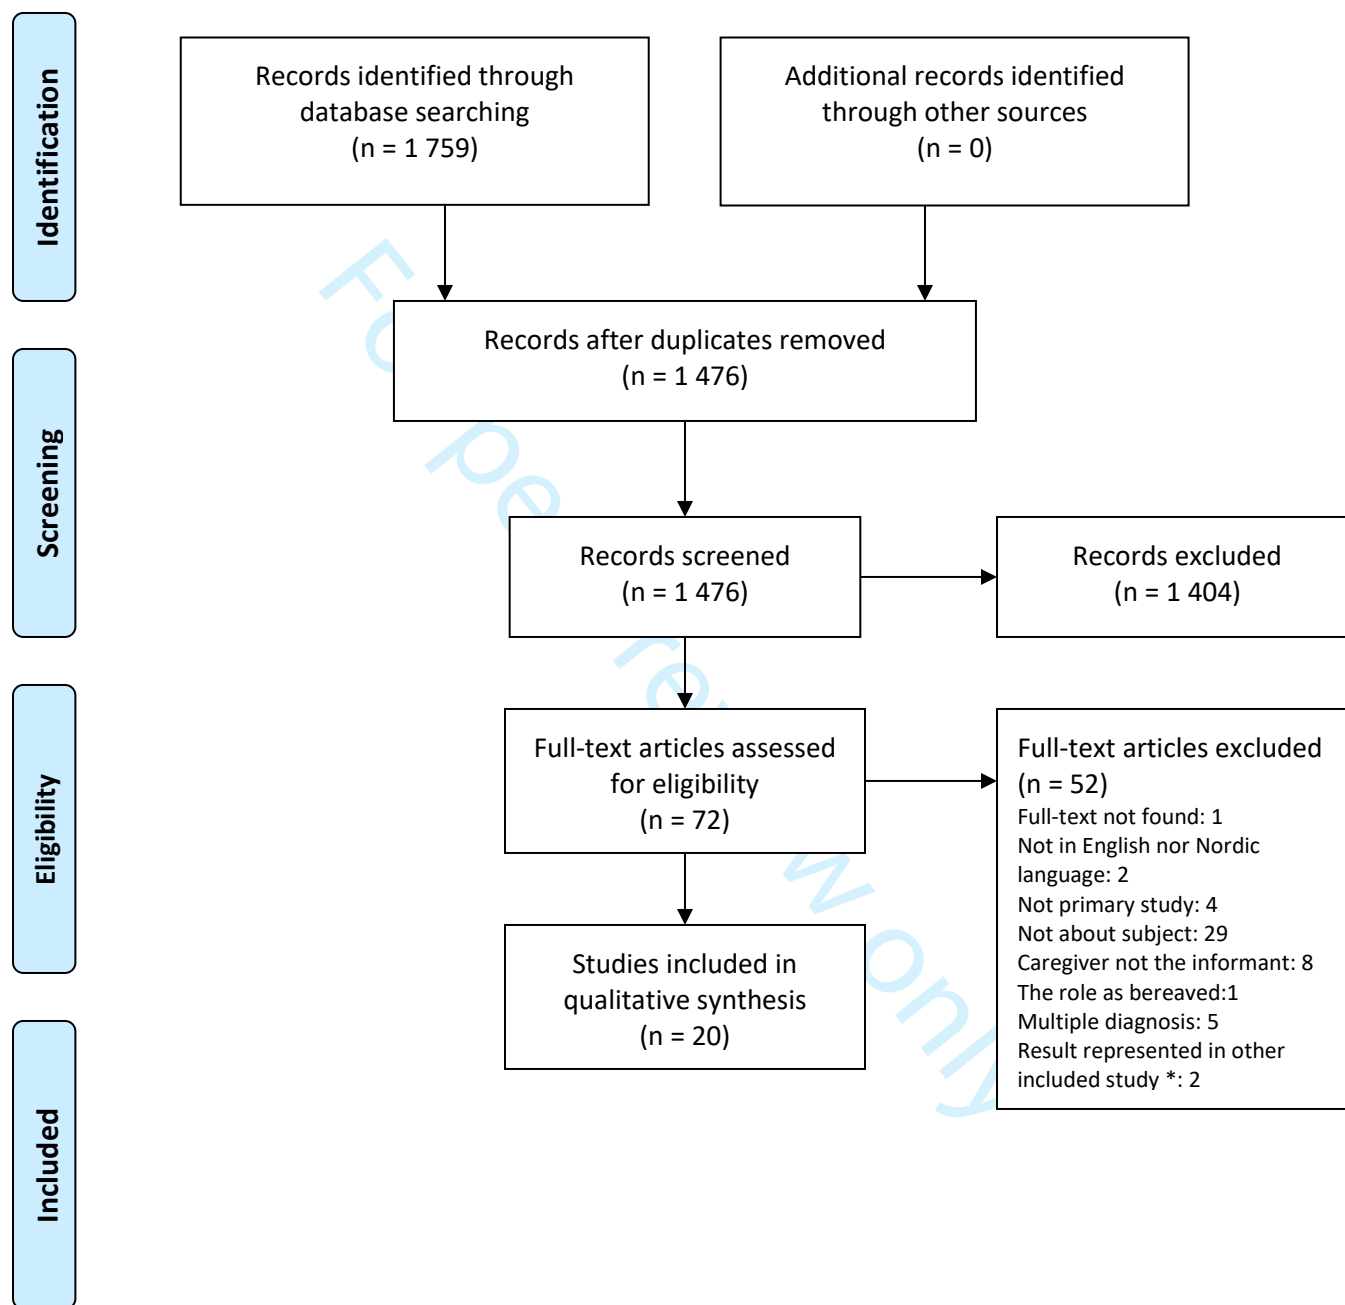 Identification
Records identified through
database searching
(n = 1 759)
Additional records identified
through other sources
(n = 0)
Records after duplicates removed
(n = 1 476)
Screening
Records screened
(n = 1 476)
Records excluded
(n = 1 404)
Eligibility
Full-text articles assessed
for eligibility
(n = 72)
Full-text articles excluded
(n = 52)
Full-text not found: 1
Not in English nor Nordic
language: 2
Not primary study: 4
Not about subject: 29
Caregiver not the informant: 8
The role as bereaved:1
Multiple diagnosis: 5
Result represented in other
included study *: 2
Studies included in
qualitative synthesis
(n = 20)
Included
only